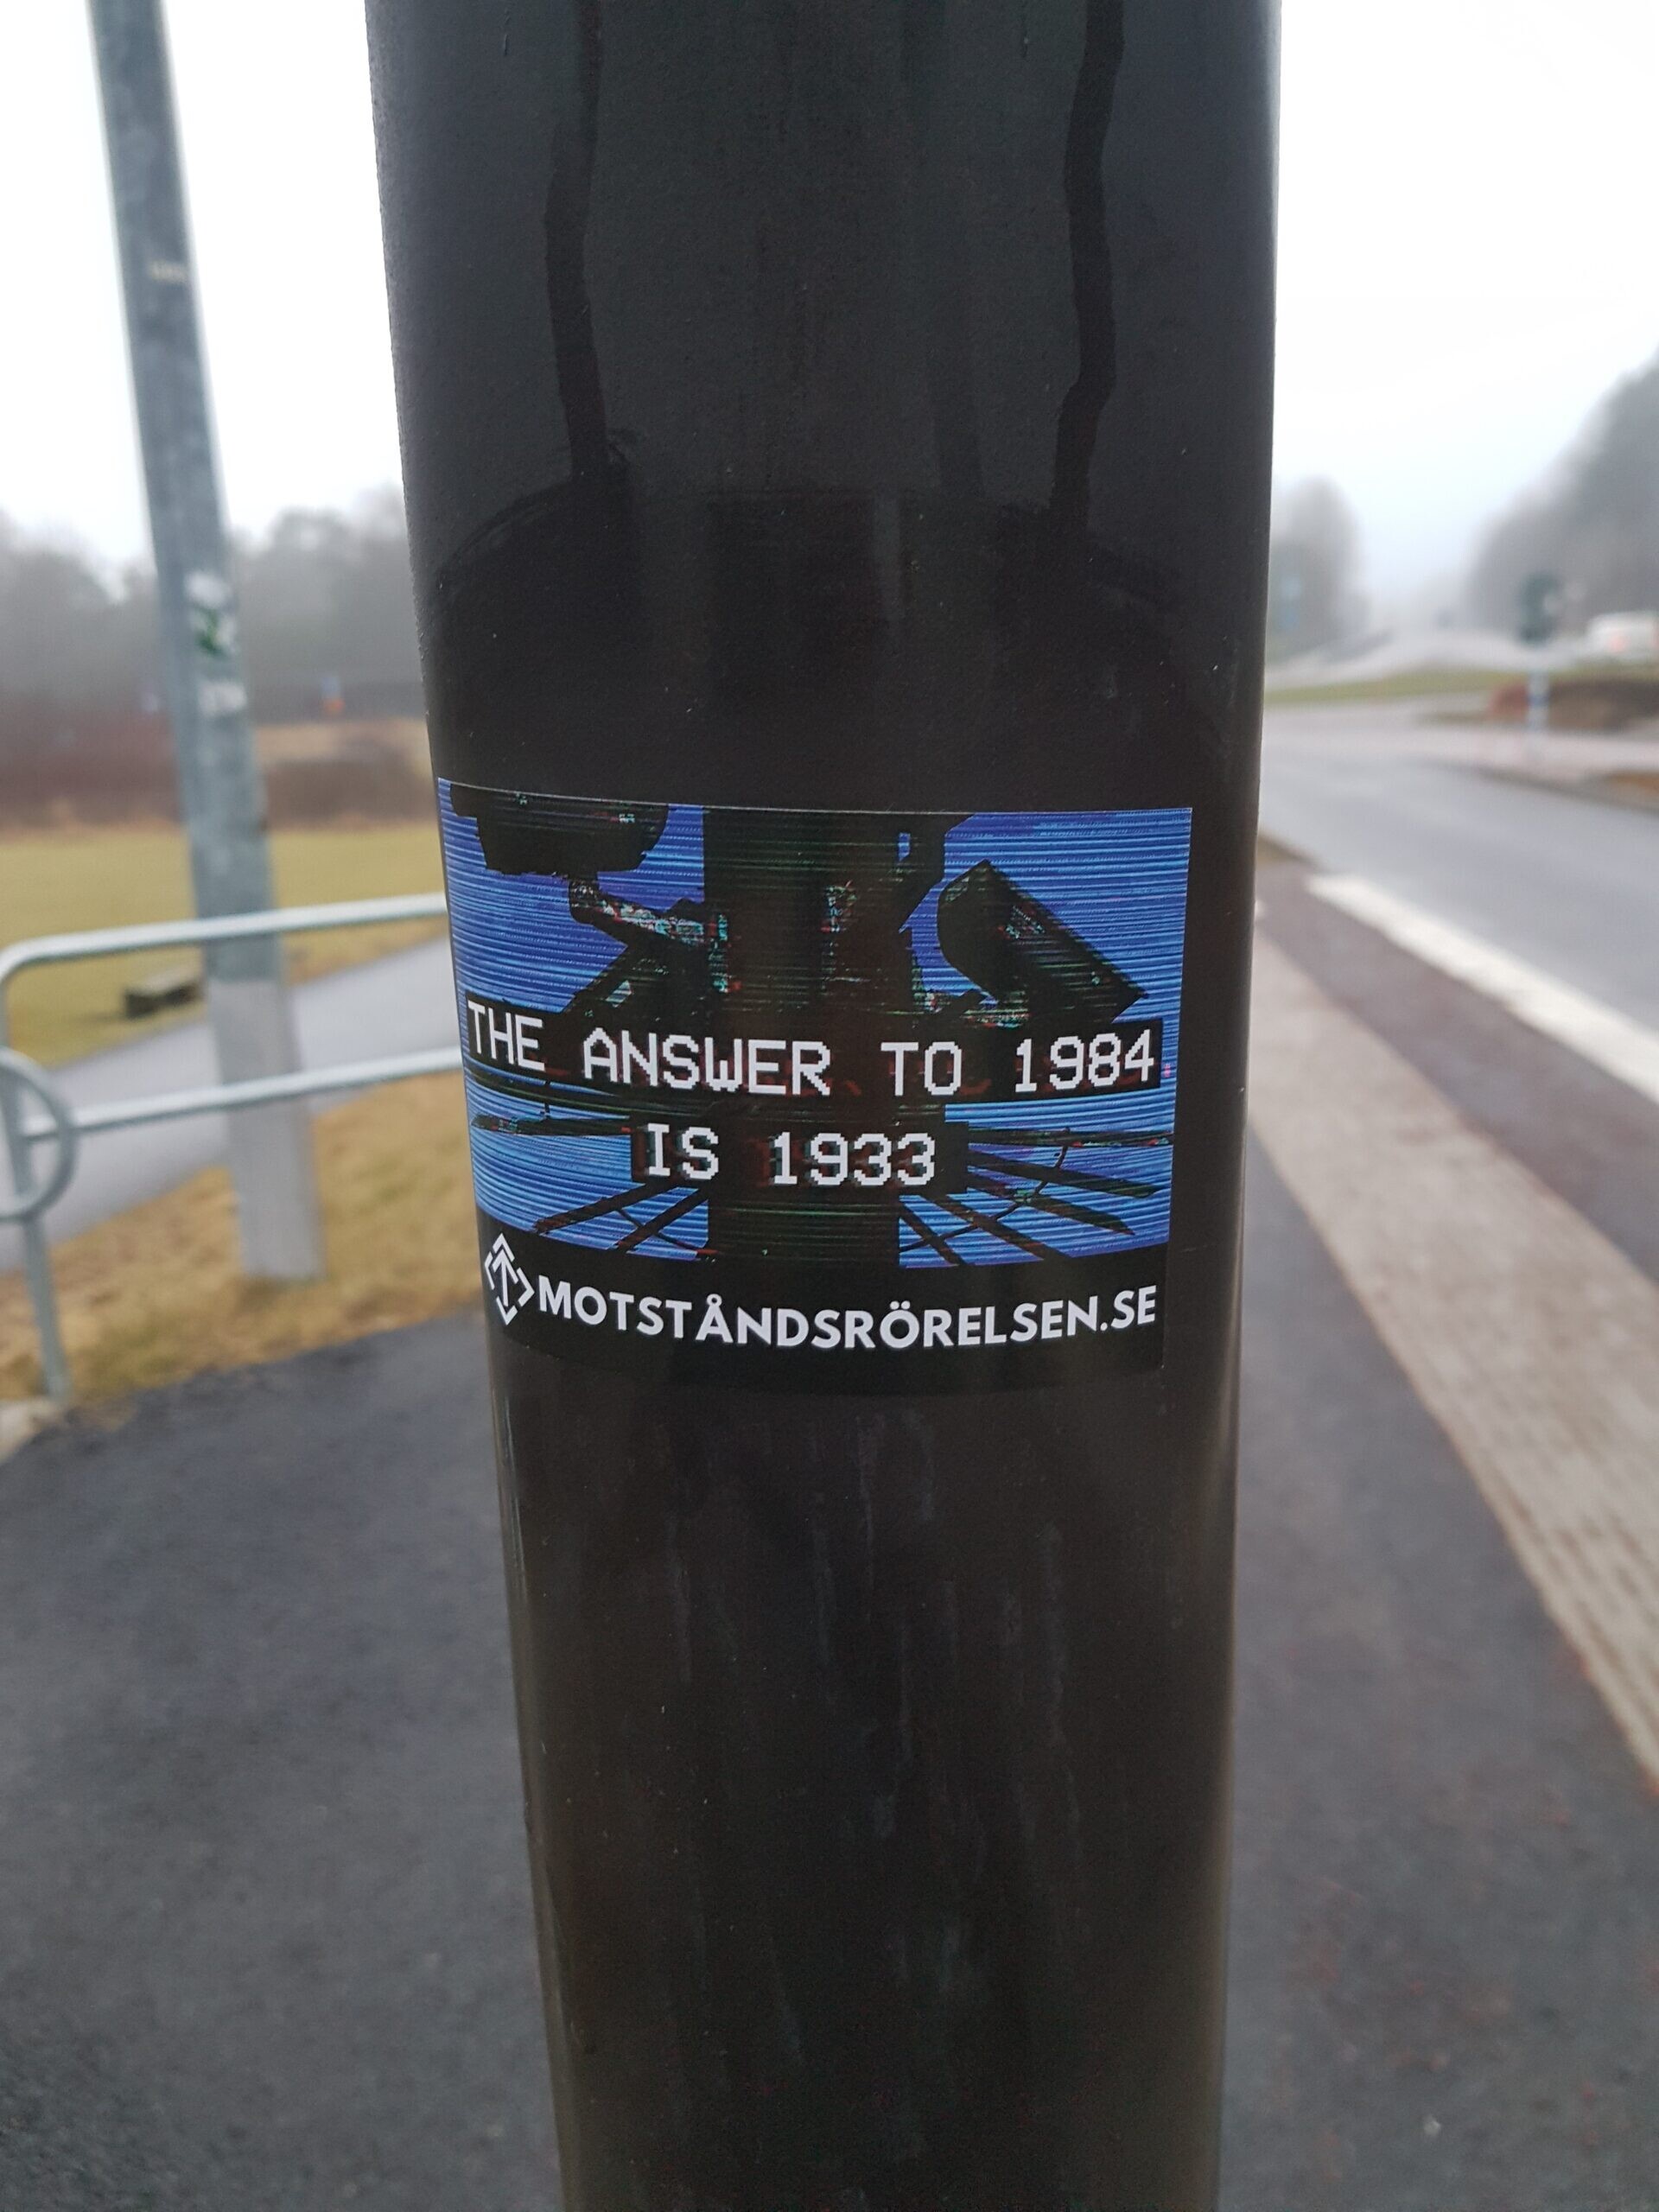 THE ANSWER TO 1984
IS 1933
MOTSTÅNDSRÖRELSEN.SE